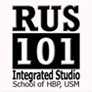 RUS
101
Integrated Studio
School of HBP, USM